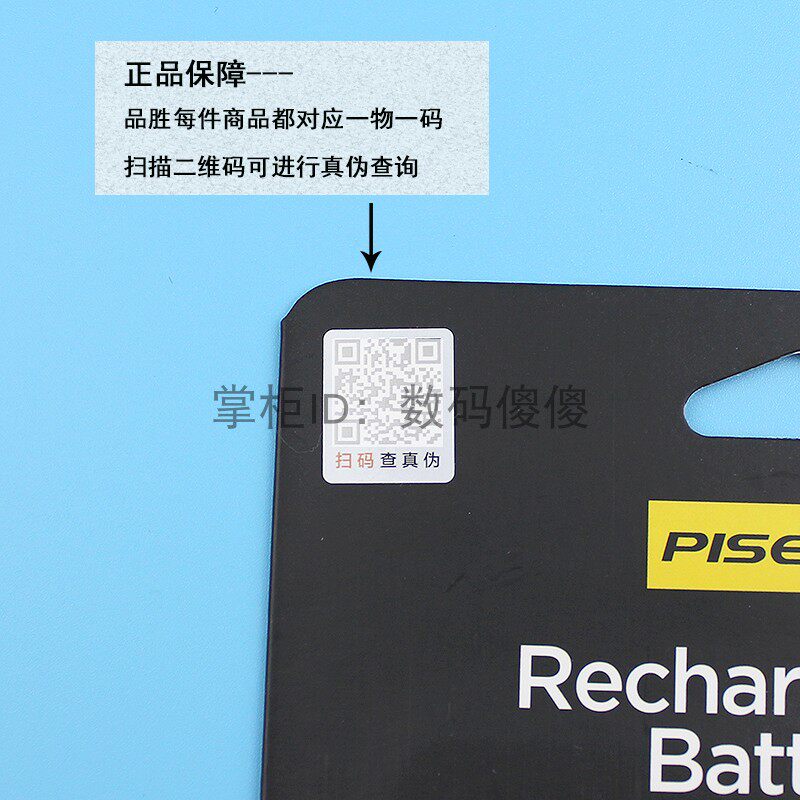 正品保障---
品胜每件商品都对应一物一码
扫描二维码可进行真伪查询
掌柜ID：数码傻傻
扫码查真伪
PISE
Rechar
Batt